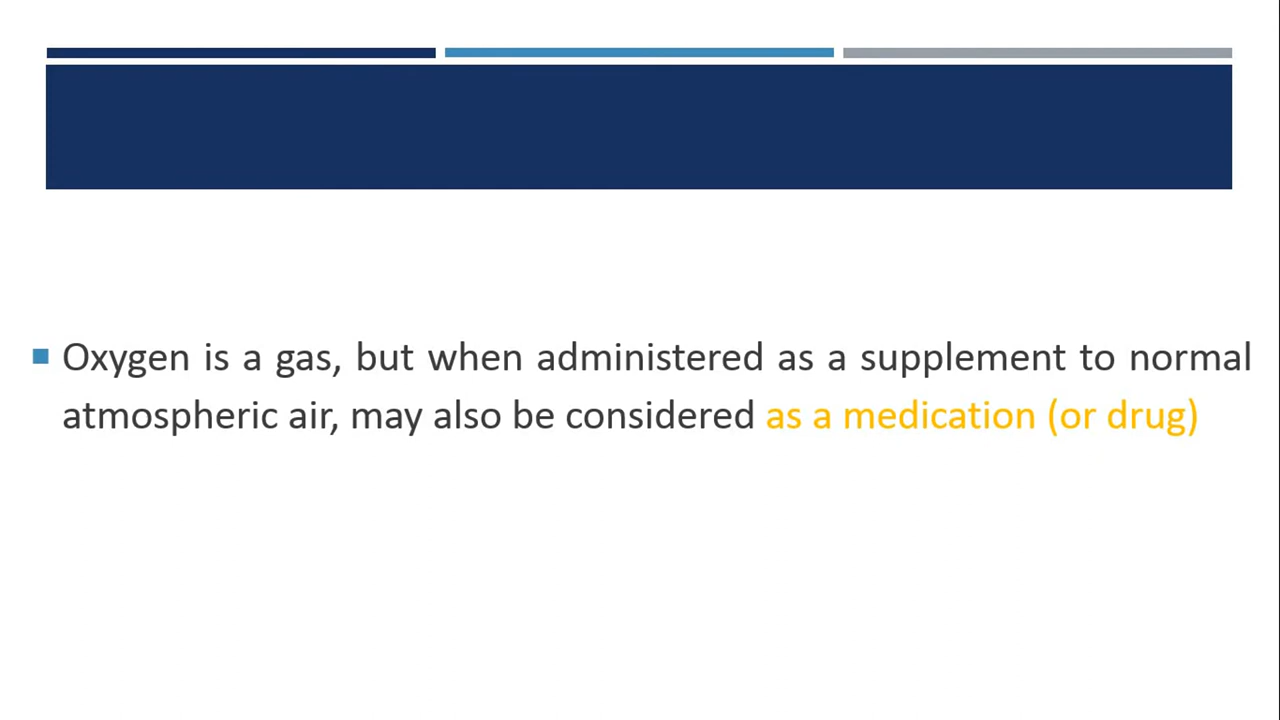 Oxygen is a gas, but when administered as a supplement to normal
atmospheric air, may also be considered as a medication (or drug)